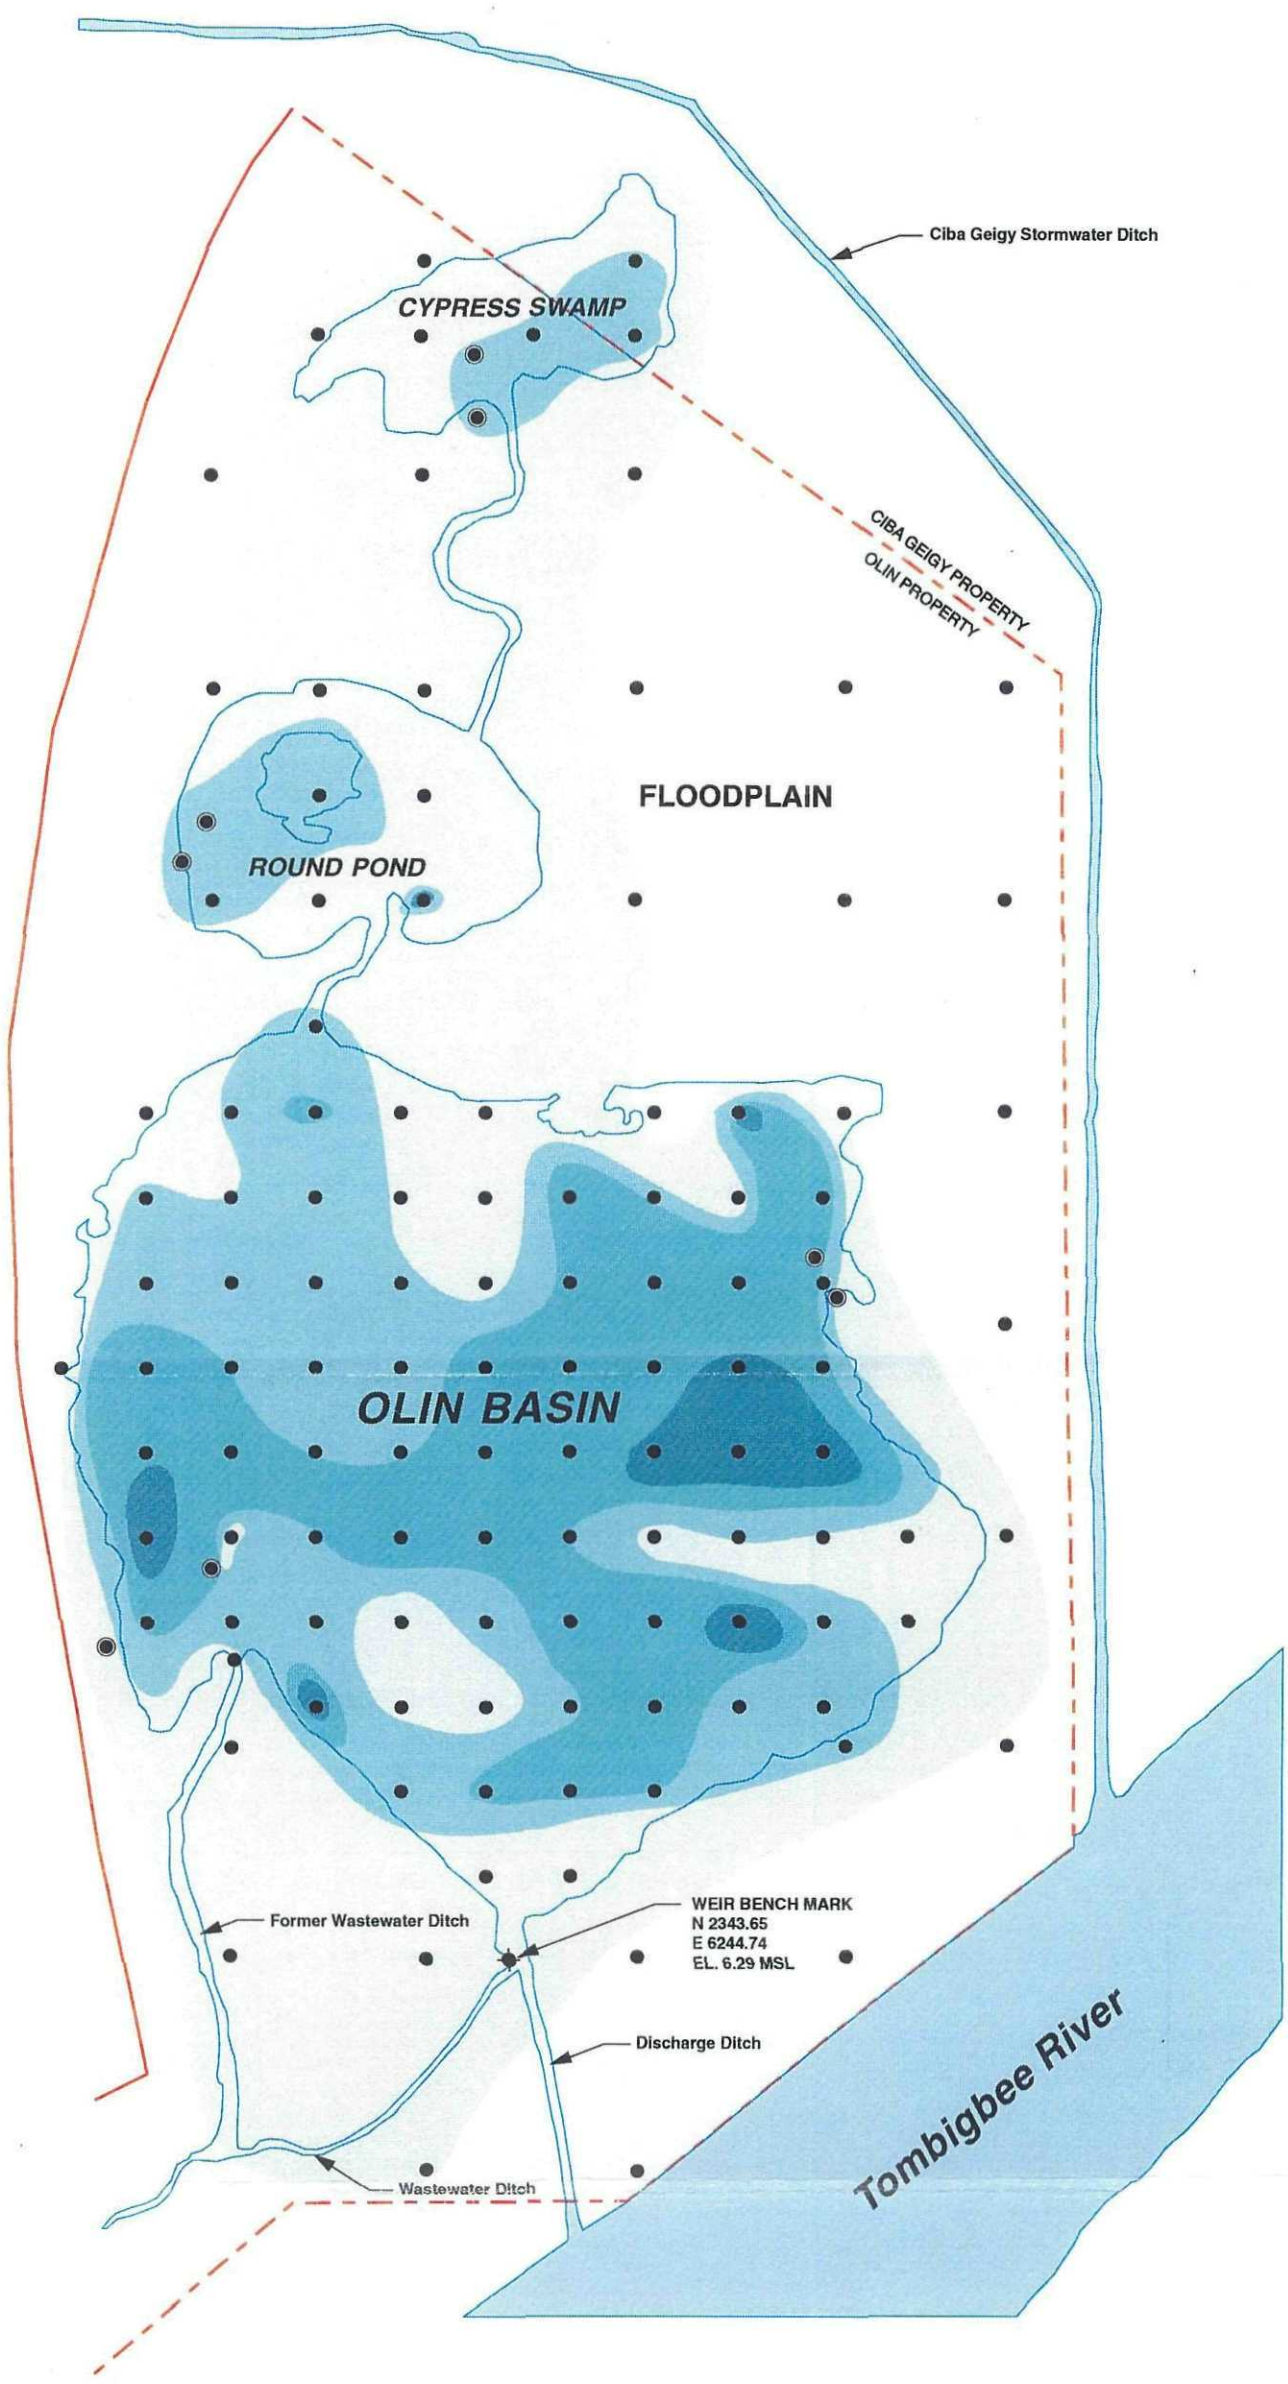 Ciba Geigy Stormwater Ditch
CYPRESS SWAMP
CIBA GEIGY PROPERTY
OLIN PROPERTY
FLOODPLAIN
ROUND POND
OLIN BASIN
WEIR BENCH MARK
N 2343.65
E 6244.74
EL. 6.29 MSL
Former Wastewater Ditch
Discharge Ditch
Tombigbee River
Wastewater Ditch